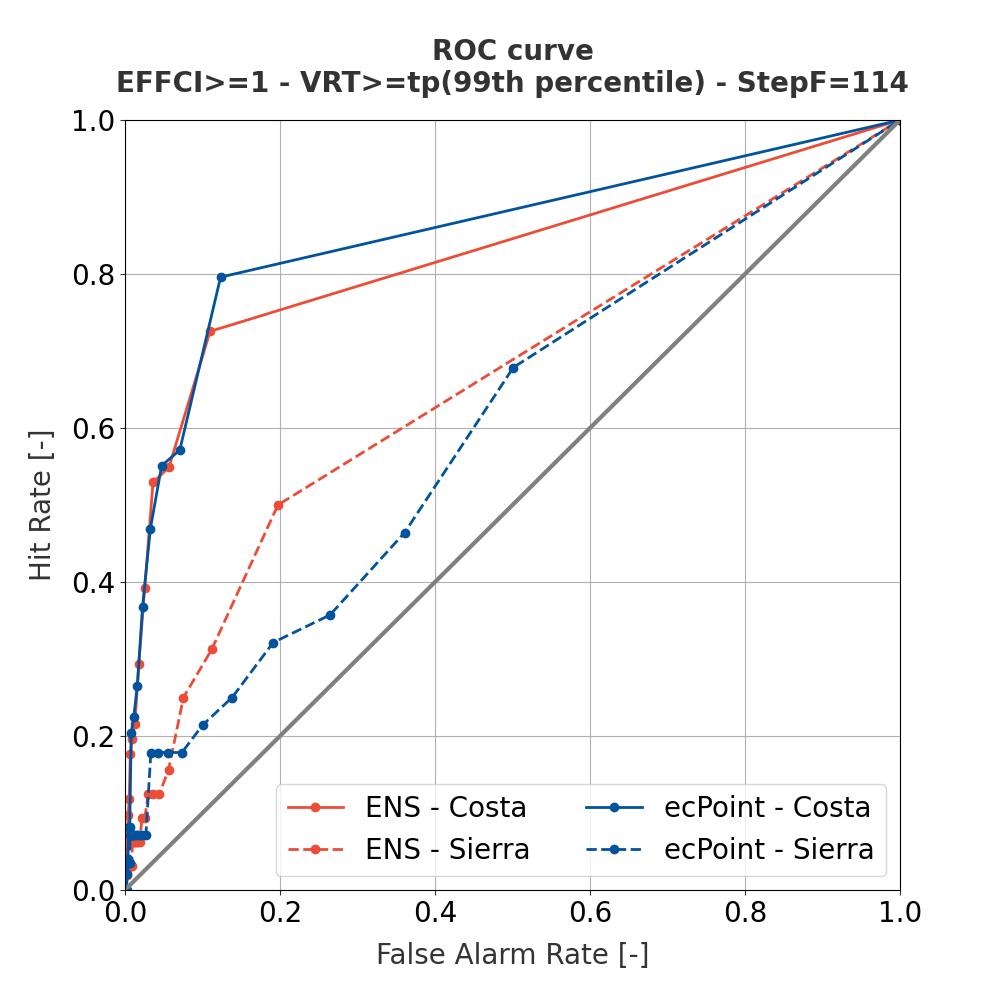 ROC curve
EFFCI>=1 - VRT>=tp(99th percentile) - StepF=114
1.0
0.8
0.6
0.4
0.2
0.0
Hit Rate [-]
ENS - Costa
ENS - Sierra
ecPoint - Costa
ecPoint - Sierra
0.0 0.2 0.4 0.6 0.8 1.0
False Alarm Rate [-]